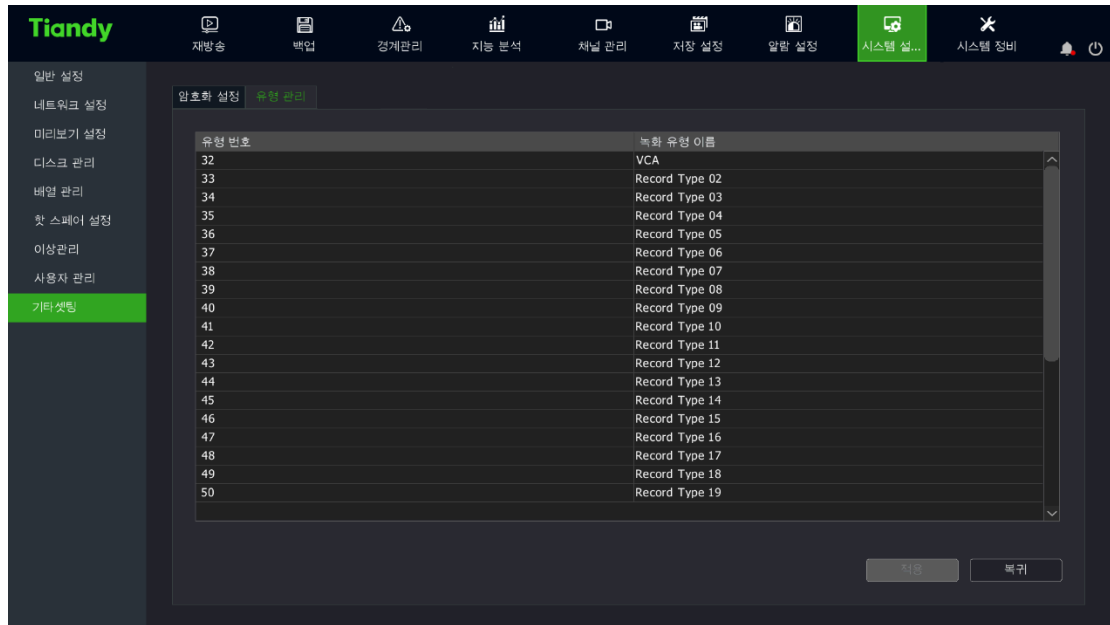 Tiandy
재방송 백업 경계관리 지능 분석 채널 관리 저장 설정 알람 설정 시스템 설... 시스템 정비
일반 설정
네트워크 설정
미리보기 설정
디스크 관리
배열 관리
핫 스페어 설정
이상관리
사용자 관리
기타셋팅
암호화 설정 유형 관리
유형 번호 녹화 유형 이름
32 VCA
33 Record Type 02
34 Record Type 03
35 Record Type 04
36 Record Type 05
37 Record Type 06
38 Record Type 07
39 Record Type 08
40 Record Type 09
41 Record Type 10
42 Record Type 11
43 Record Type 12
44 Record Type 13
45 Record Type 14
46 Record Type 15
47 Record Type 16
48 Record Type 17
49 Record Type 18
50 Record Type 19
적용 복귀